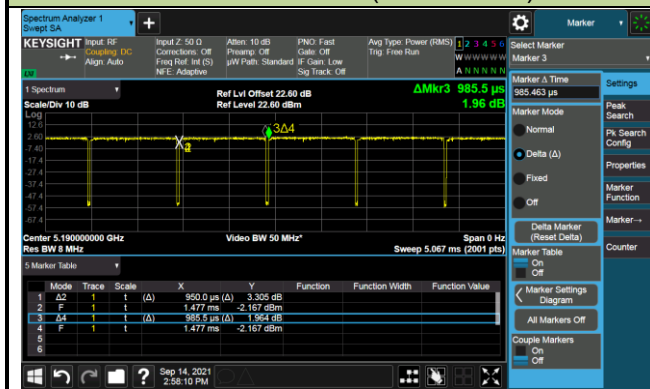 Spectrum Analyzer 1
Swept SA
Marker
KEYSIGHT
Input: RF
Coupling: DC
Align: Auto
Input Z: 50 Ω
Corrections: Off
Freq Ref: Int (S)
NFE: Adaptive
Atten: 10 dB
Preamp: Off
µW Path: Standard
PNO: Fast
Gate: Off
IF Gain: Low
Sig Track: Off
Avg Type: Power (RMS)
Trig: Free Run
1 2 3 4 5 6
W W W W W W
A N N N N N
Select Marker
Marker 3
1 Spectrum
Scale/Div 10 dB
Ref Lvl Offset 22.60 dB
Ref Level 22.60 dBm
ΔMkr3 985.5 µs
1.96 dB
Log
12.6
2.60
-7.40
-17.4
-27.4
-37.4
-47.4
-57.4
-67.4
3Δ4
Center 5.190000000 GHz
Res BW 8 MHz
Video BW 50 MHz*
Span 0 Hz
Sweep 5.067 ms (2001 pts)
5 Marker Table
Mode Trace Scale X Y Function Function Width Function Value
1 Δ2 1 t (Δ) 950.0 µs (Δ) 3.305 dB
2 F 1 t 1.477 ms -2.167 dBm
3 Δ4 1 t (Δ) 985.5 µs (Δ) 1.964 dB
4 F 1 t 1.477 ms -2.167 dBm
5
6
Marker Δ Time
985.463 µs
Marker Mode
Normal
Delta (Δ)
Fixed
Off
Delta Marker
(Reset Delta)
Marker Table
On
Off
Marker Settings
Diagram
All Markers Off
Couple Markers
On
Off
Settings
Peak
Search
Pk Search
Config
Properties
Marker
Function
Marker→
Counter
Sep 14, 2021
2:58:10 PM